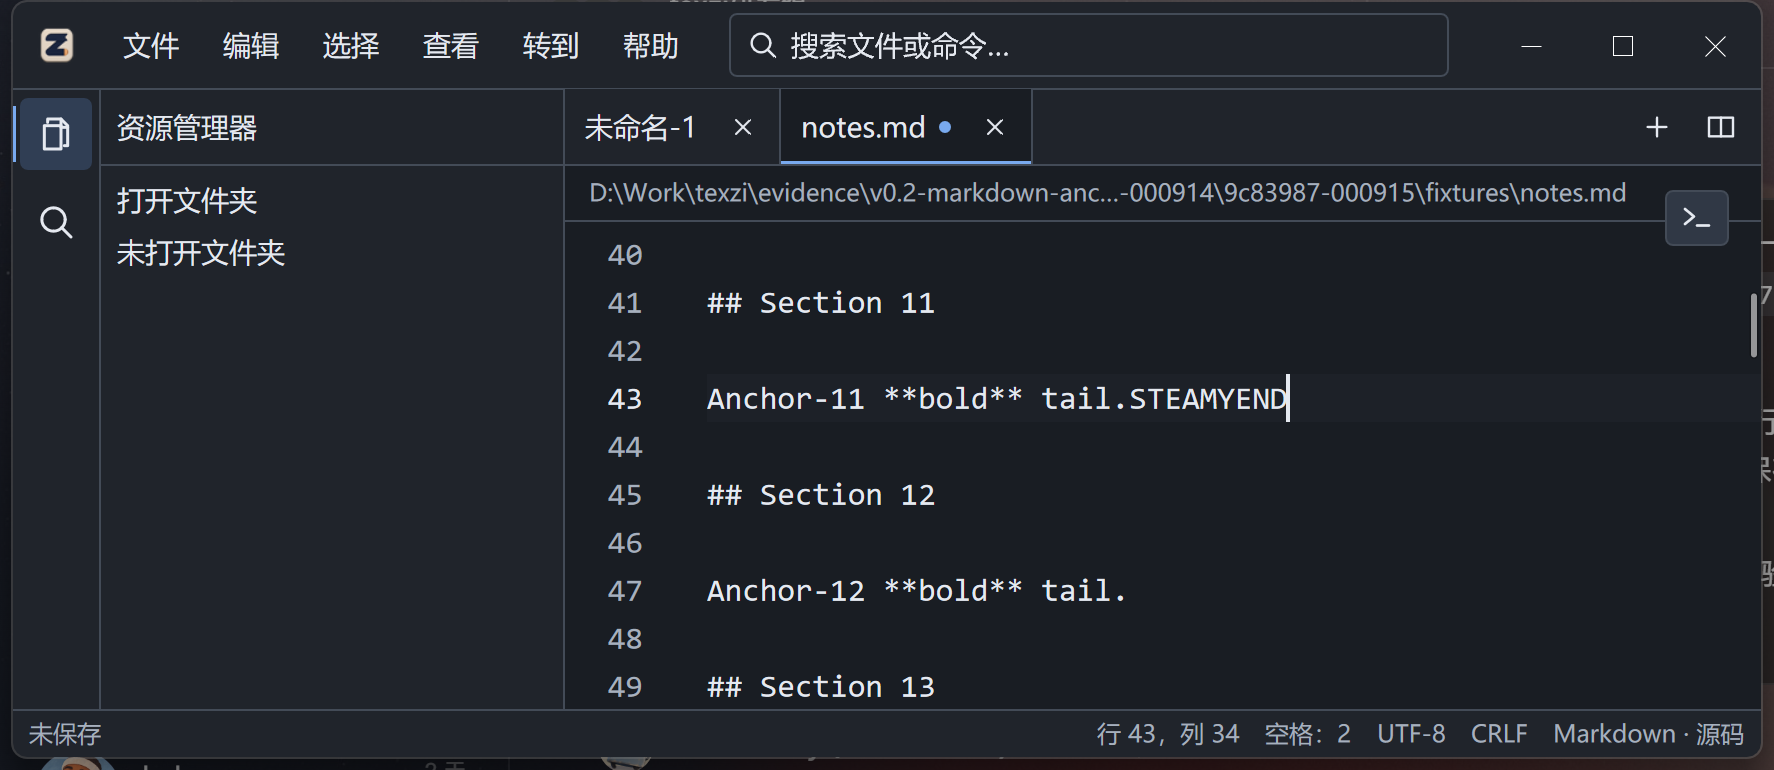 文件 编辑 选择 查看 转到 帮助 搜索文件或命令...
资源管理器
打开文件夹
未打开文件夹
未命名-1 notes.md
D:\Work\texzi\evidence\v0.2-markdown-anc...-000914\9c83987-000915\fixtures\notes.md
40
41 ## Section 11
42
43 Anchor-11 **bold** tail.STEAMYEND
44
45 ## Section 12
46
47 Anchor-12 **bold** tail.
48
49 ## Section 13
未保存 行 43，列 34 空格：2 UTF-8 CRLF Markdown · 源码